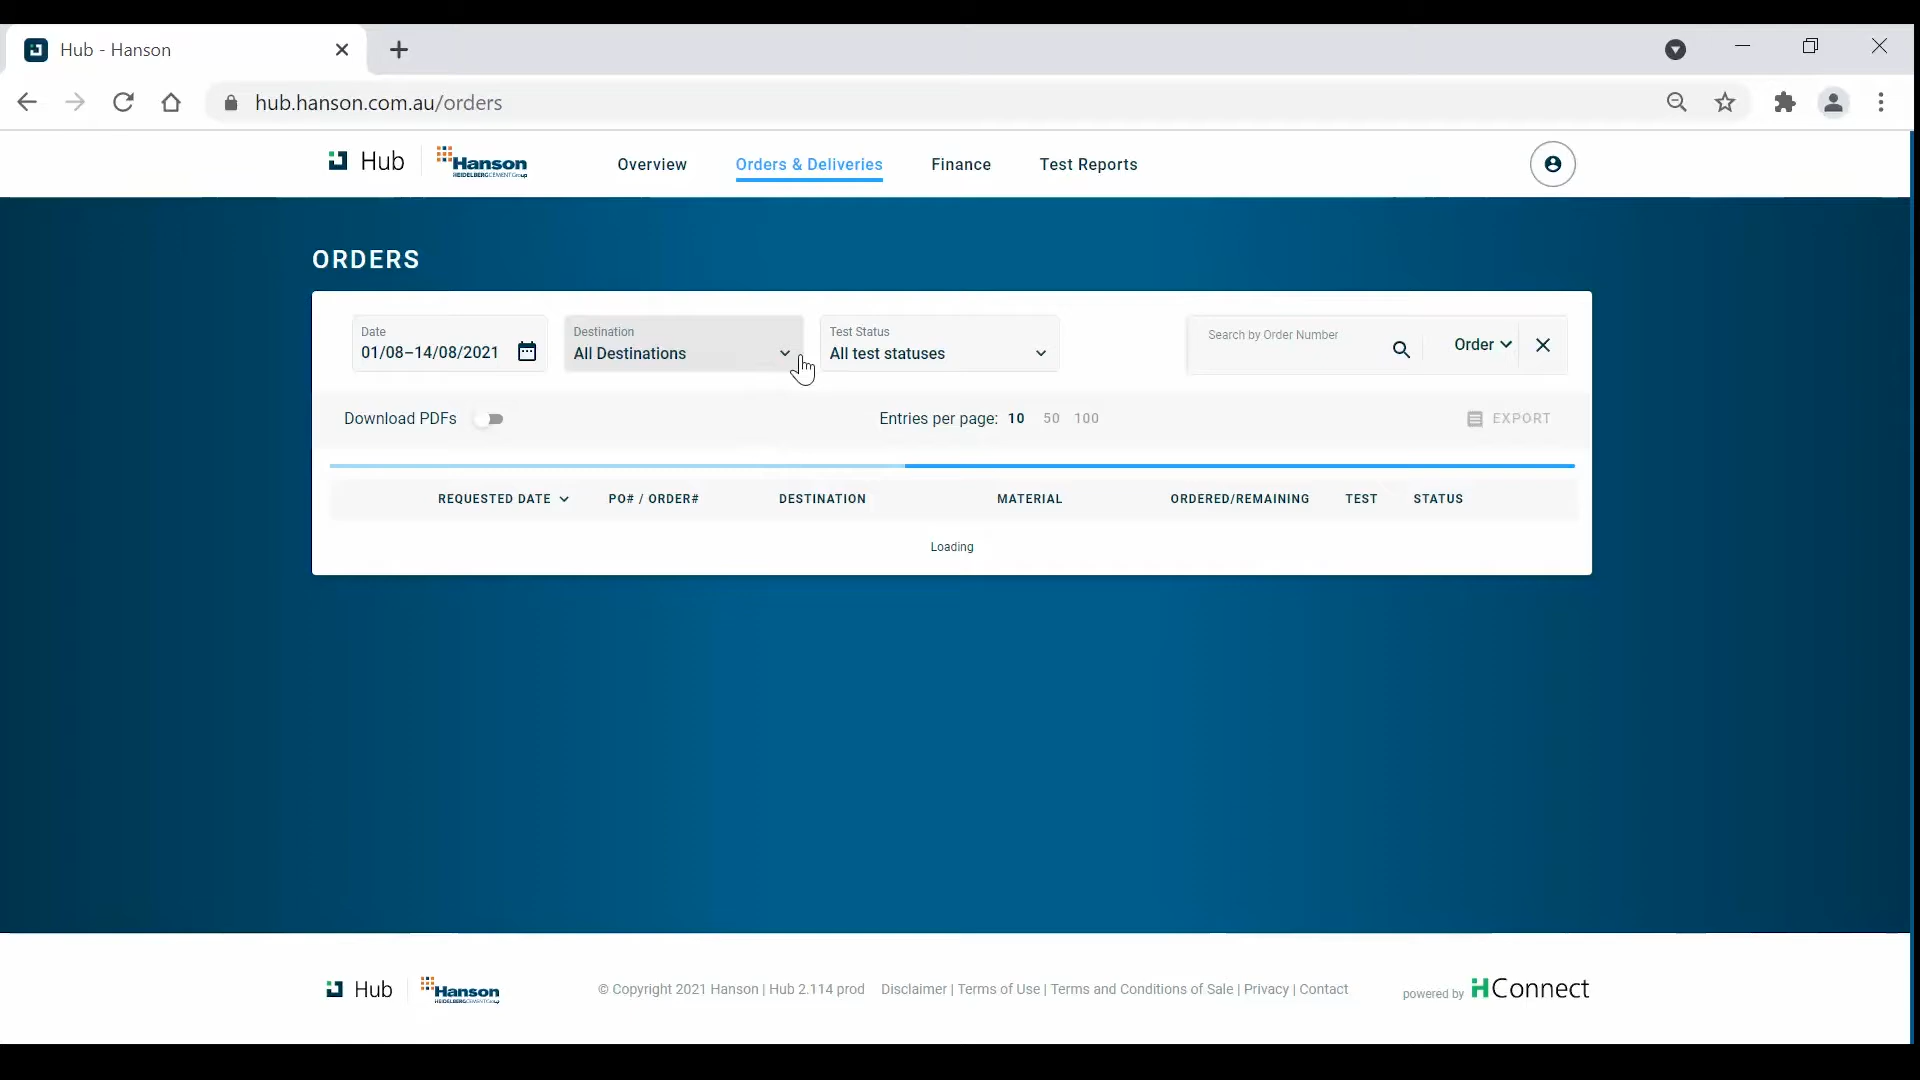 Hub - Hanson
hub.hanson.com.au/orders
Hub
Hanson
HEIDELBERGCEMENT Group
Overview
Orders & Deliveries
Finance
Test Reports
ORDERS
Date
01/08–14/08/2021
Destination
All Destinations
Test Status
All test statuses
Search by Order Number
Order
Download PDFs
Entries per page: 10 50 100
EXPORT
REQUESTED DATE
PO# / ORDER#
DESTINATION
MATERIAL
ORDERED/REMAINING
TEST
STATUS
Loading
Hub
Hanson
HEIDELBERGCEMENT Group
© Copyright 2021 Hanson | Hub 2.114 prod
Disclaimer | Terms of Use | Terms and Conditions of Sale | Privacy | Contact
powered by HConnect